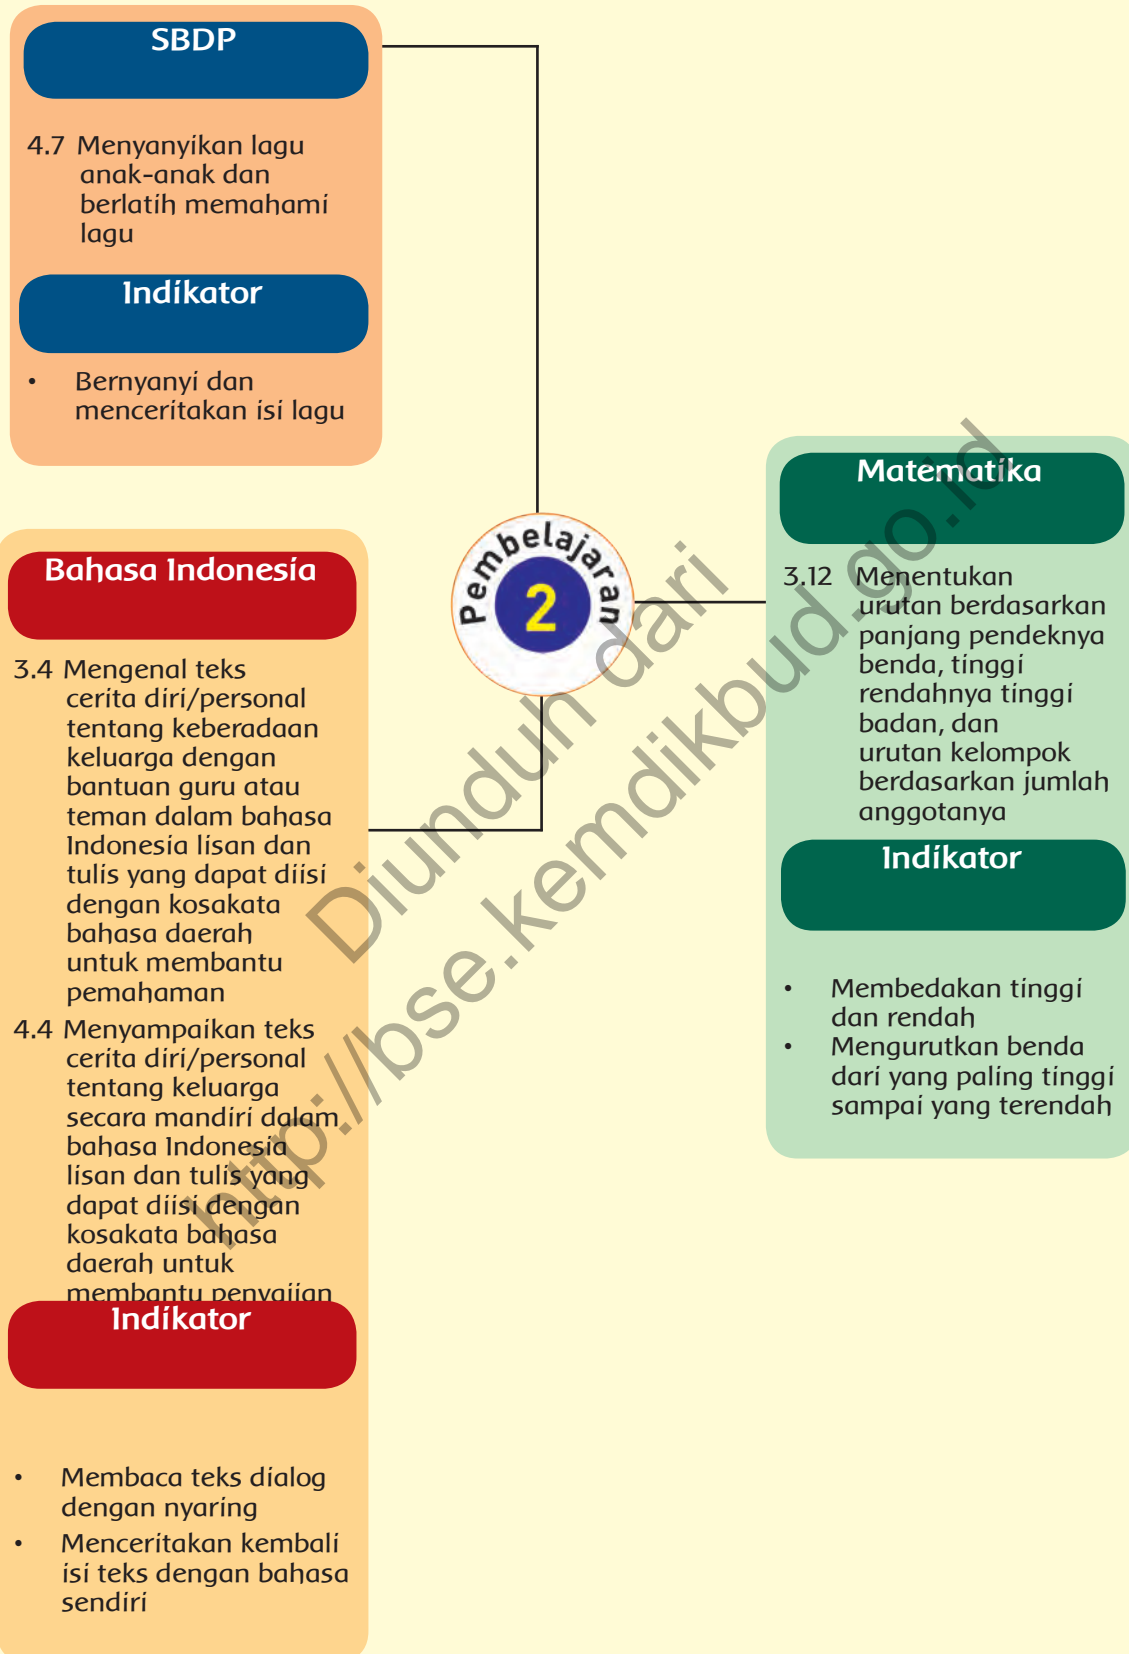 SBDP
4.7 Menyanyikan lagu
anak-anak dan
berlatih memahami
lagu
Indikator
• Bernyanyi dan
menceritakan isi lagu
Pembelajaran
2
Bahasa Indonesia
3.4 Mengenal teks
cerita diri/personal
tentang keberadaan
keluarga dengan
bantuan guru atau
teman dalam bahasa
Indonesia lisan dan
tulis yang dapat diisi
dengan kosakata
bahasa daerah
untuk membantu
pemahaman
4.4 Menyampaikan teks
cerita diri/personal
tentang keluarga
secara mandiri dalam
bahasa Indonesia
lisan dan tulis yang
dapat diisi dengan
kosakata bahasa
daerah untuk
membantu penyajian
Indikator
• Membaca teks dialog
dengan nyaring
• Menceritakan kembali
isi teks dengan bahasa
sendiri
Matematika
3.12 Menentukan
urutan berdasarkan
panjang pendeknya
benda, tinggi
rendahnya tinggi
badan, dan
urutan kelompok
berdasarkan jumlah
anggotanya
Indikator
• Membedakan tinggi
dan rendah
• Mengurutkan benda
dari yang paling tinggi
sampai yang terendah
Diunduh dari
http://bse.kemdikbud.go.id